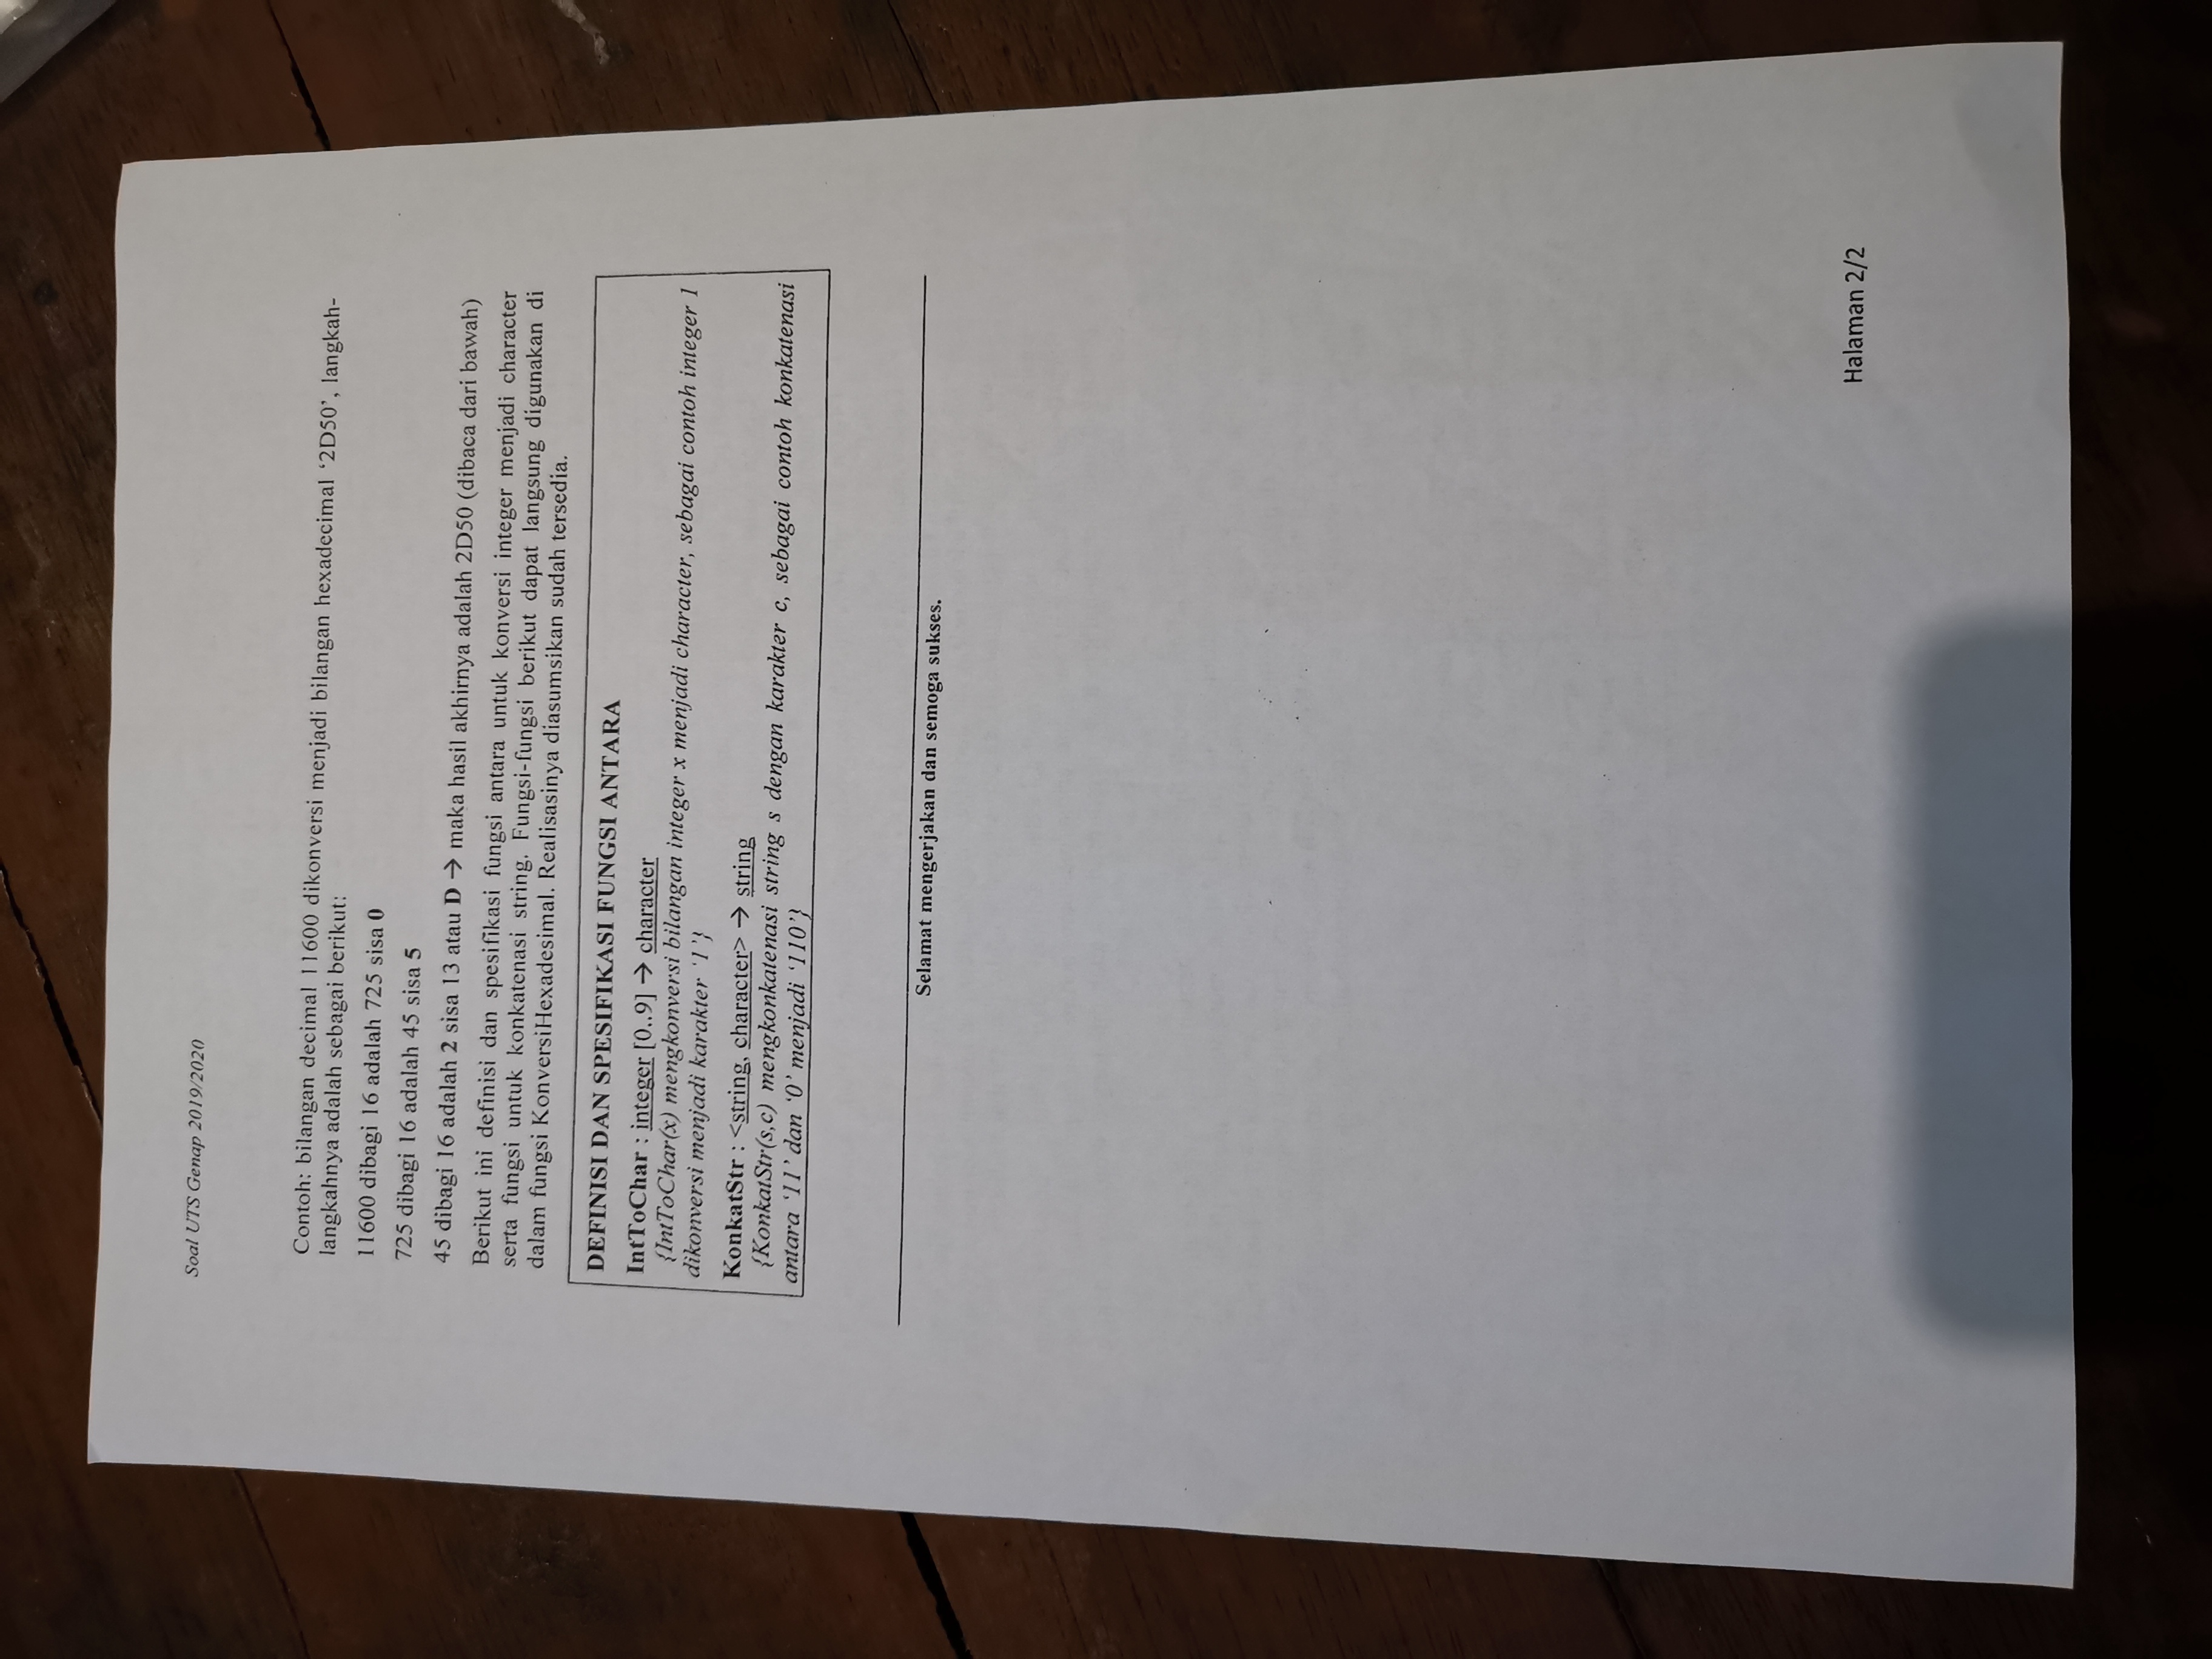 Soal UTS Genap 2019/2020
Contoh: bilangan decimal 11600 dikonversi menjadi bilangan hexadecimal ‘2D50’, langkah-
langkahnya adalah sebagai berikut:
11600 dibagi 16 adalah 725 sisa 0
725 dibagi 16 adalah 45 sisa 5
45 dibagi 16 adalah 2 sisa 13 atau D → maka hasil akhirnya adalah 2D50 (dibaca dari bawah)
Berikut ini definisi dan spesifikasi fungsi antara untuk konversi integer menjadi character
serta fungsi untuk konkatenasi string. Fungsi-fungsi berikut dapat langsung digunakan di
dalam fungsi KonversiHexadesimal. Realisasinya diasumsikan sudah tersedia.
DEFINISI DAN SPESIFIKASI FUNGSI ANTARA
IntToChar : integer [0..9] → character
{IntToChar(x) mengkonversi bilangan integer x menjadi character, sebagai contoh integer 1
dikonversi menjadi karakter ‘1’}
KonkatStr : <string, character> → string
{KonkatStr(s,c) mengkonkatenasi string s dengan karakter c, sebagai contoh konkatenasi
antara ‘11’ dan ‘0’ menjadi ‘110’}
Selamat mengerjakan dan semoga sukses.
Halaman 2/2